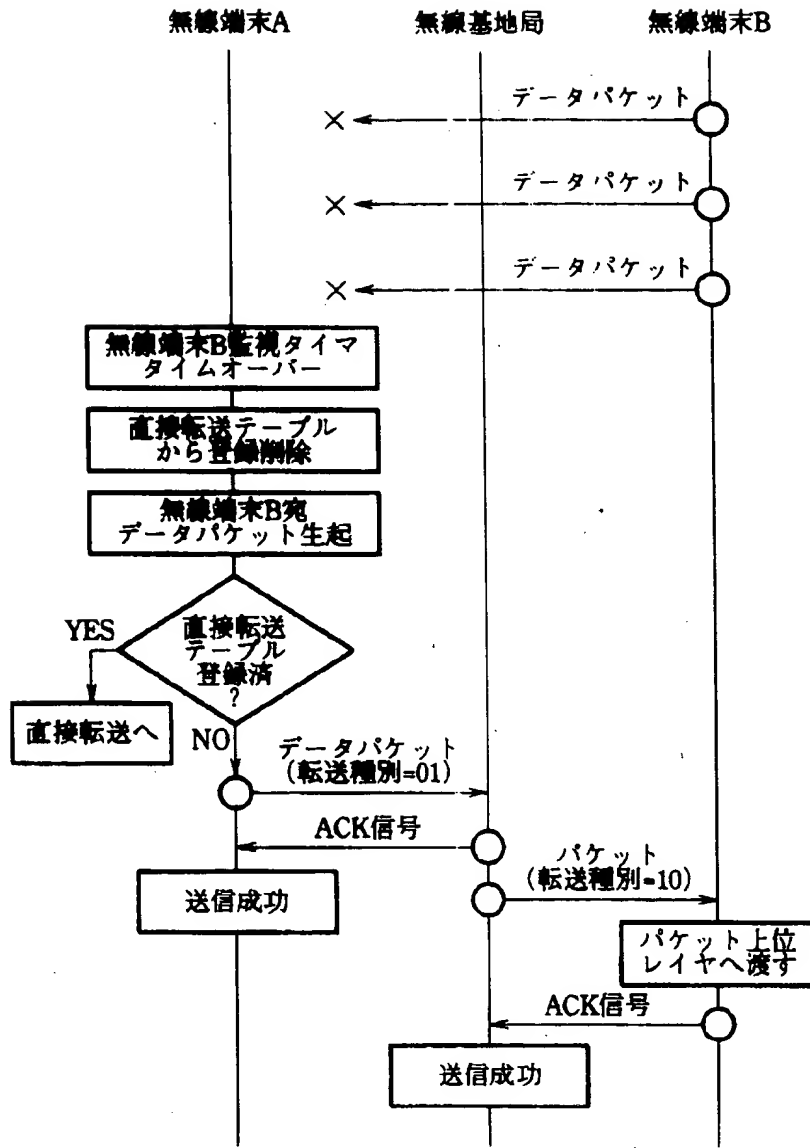 無線端末A
無線基地局
無線端末B
データパケット
データパケット
データパケット
無線端末B監視タイマ
タイムオーバー
直接転送テーブル
から登録削除
無線端末B宛
データパケット生起
直接転送
テーブル
登録済
?
YES
直接転送へ
NO
データパケット
(転送種別=01)
ACK信号
パケット
(転送種別=10)
送信成功
パケット上位
レイヤへ渡す
ACK信号
送信成功